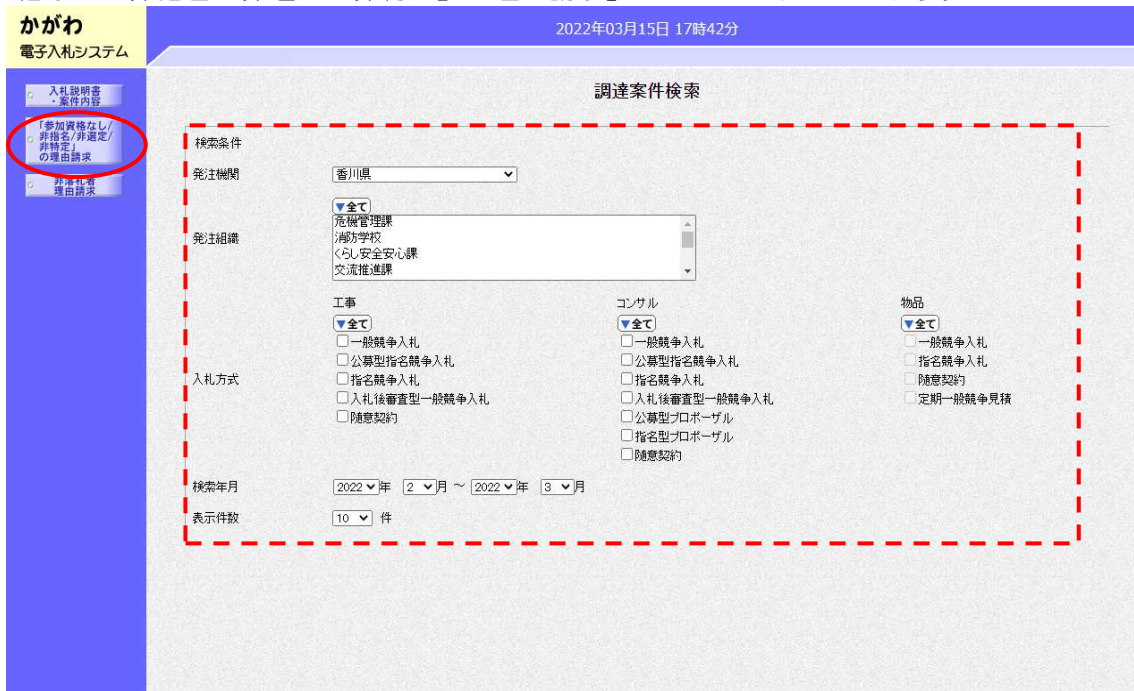 かがわ
電子入札システム
2022年03月15日 17時42分
入札説明書
・案件内容
「参加資格なし/
非指名/非選定/
非特定」
の理由請求
非落札者
理由請求
調達案件検索
検索条件
発注機関
香川県
発注組織
▼全て
危機管理課
消防学校
くらし安全安心課
交流推進課
入札方式
工事
▼全て
一般競争入札
公募型指名競争入札
指名競争入札
入札後審査型一般競争入札
随意契約
コンサル
▼全て
一般競争入札
公募型指名競争入札
指名競争入札
入札後審査型一般競争入札
公募型プロポーザル
指名型プロポーザル
随意契約
物品
▼全て
一般競争入札
指名競争入札
随意契約
定期一般競争見積
検索年月
2022 年 2 月 ~ 2022 年 3 月
表示件数
10 件